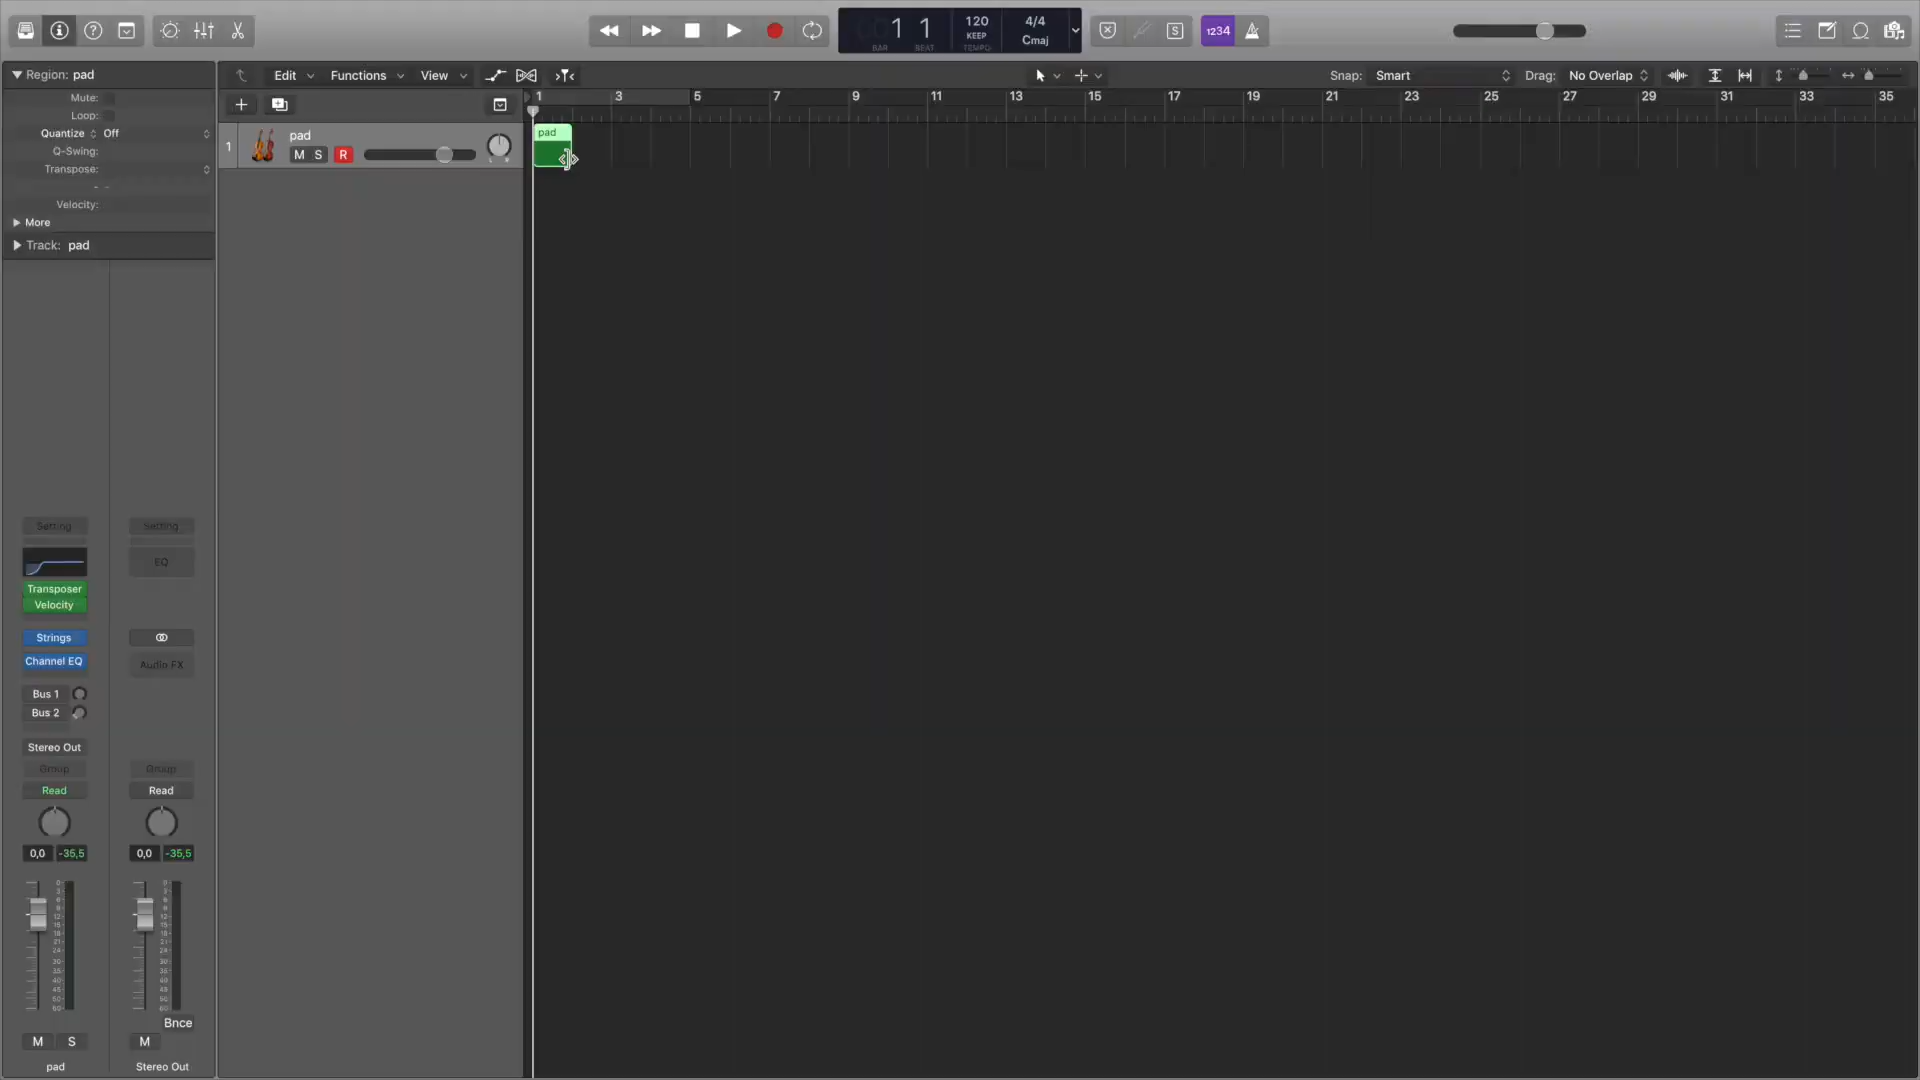 1 1
BAR BEAT
120
KEEP
TEMPO
4/4
Cmaj
S
1234
Region: pad
Mute:
Loop:
Quantize Off
Q-Swing:
Transpose:
Velocity:
More
Track: pad
Edit Functions View
Snap: Smart
Drag: No Overlap
1 3 5 7 9 11 13 15 17 19 21 23 25 27 29 31 33 35
1
pad
M S R
pad
Setting Setting
EQ
Transposer
Velocity
Strings
Channel EQ
Audio FX
Bus 1
Bus 2
Stereo Out
Group Group
Read Read
0,0 -35,5 0,0 -35,5
Bnce
M S M
pad Stereo Out